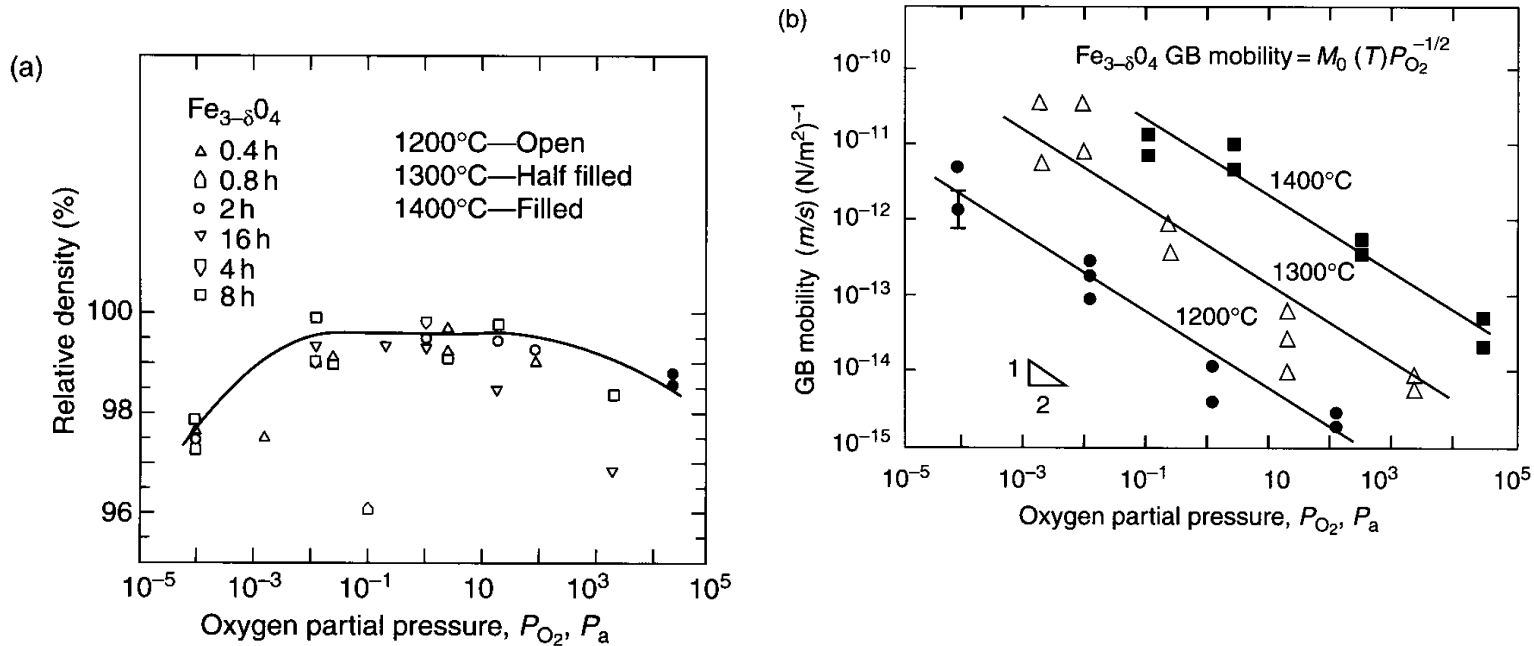 (a)
Fe3–δ04
0.4 h
0.8 h
2 h
16 h
4 h
8 h
1200°C—Open
1300°C—Half filled
1400°C—Filled
Relative density (%)
100
98
96
10–5
10–3
10–1
10
103
105
Oxygen partial pressure, PO2, Pa
(b)
Fe3–δ04 GB mobility = M0 (T)PO2–1/2
GB mobility (m/s) (N/m2)–1
10–10
10–11
10–12
10–13
10–14
10–15
1400°C
1300°C
1200°C
1
2
10–5
10–3
10–1
10
103
105
Oxygen partial pressure, PO2, Pa